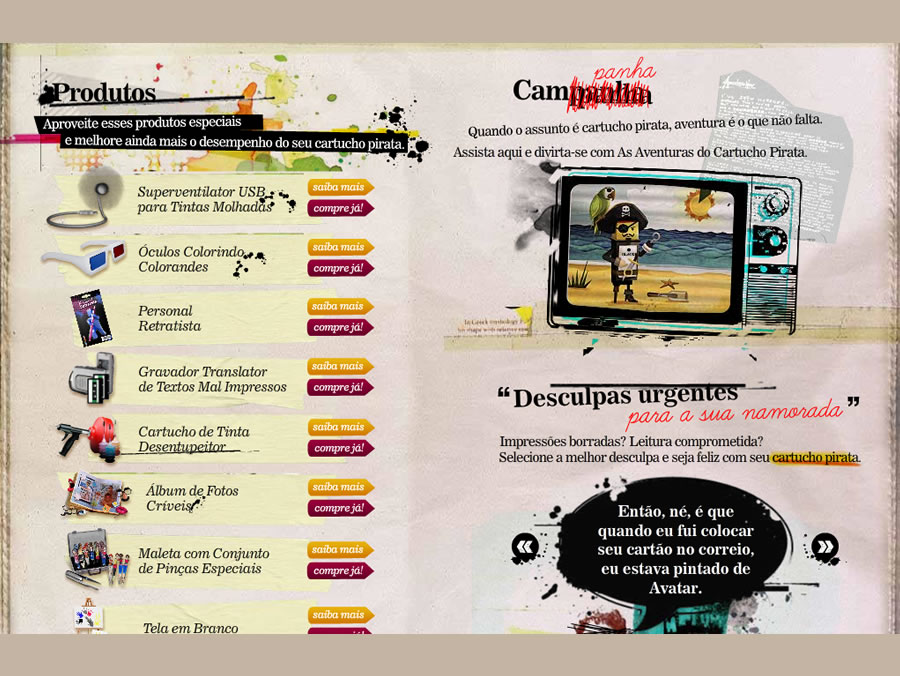 Produtos
Aproveite esses produtos especiais
e melhore ainda mais o desempenho do seu cartucho pirata.
Superventilador USB
para Tintas Molhadas
saiba mais
compre já!
Óculos Colorindo
Colorandes
saiba mais
compre já!
Personal
Retratista
saiba mais
compre já!
Gravador Translator
de Textos Mal Impressos
saiba mais
compre já!
Cartucho de Tinta
Desentupeitor
saiba mais
compre já!
Álbum de Fotos
Críveis
saiba mais
compre já!
Maleta com Conjunto
de Pinças Especiais
saiba mais
compre já!
Tela em Branco
saiba mais
panha
Campanha
Quando o assunto é cartucho pirata, aventura é o que não falta.
Assista aqui e divirta-se com As Aventuras do Cartucho Pirata.
In Greek mythology
“Desculpas urgentes
para a sua namorada”
Impressões borradas? Leitura comprometida?
Selecione a melhor desculpa e seja feliz com seu cartucho pirata.
Então, né, é que
quando eu fui colocar
seu cartão no correio,
eu estava pintado de
Avatar.